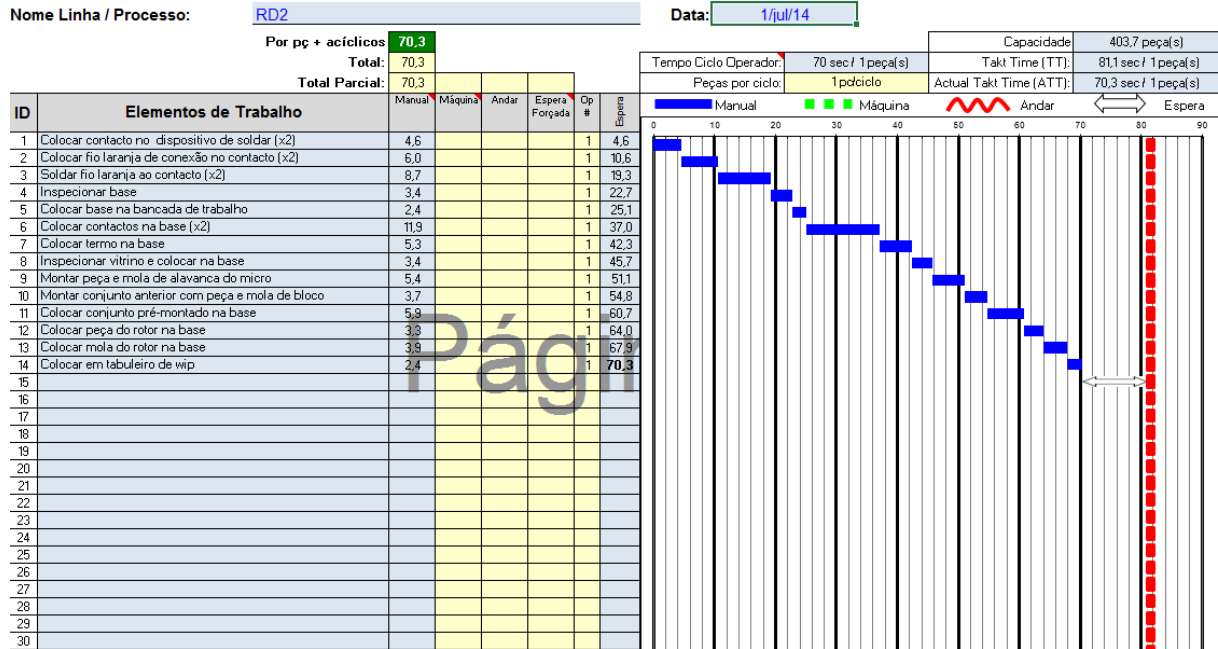 Nome Linha / Processo: RD2 Data: 1/jul/14
Por pç + acíclicos 70,3 Capacidade 403,7 peça(s)
Total: 70,3 Tempo Ciclo Operador: 70 sec / 1 peça(s) Takt Time (TT): 81,1 sec / 1 peça(s)
Total Parcial: 70,3 Peças por ciclo: 1 pc/ciclo Actual Takt Time (ATT): 70,3 sec / 1 peça(s)
ID Elementos de Trabalho Manual Máquina Andar Espera Forçada Op # Espera Manual Máquina Andar Espera
0 10 20 30 40 50 60 70 80 90
1 Colocar contacto no dispositivo de soldar (x2) 4,6 1 4,6
2 Colocar fio laranja de conexão no contacto (x2) 6,0 1 10,6
3 Soldar fio laranja ao contacto (x2) 8,7 1 19,3
4 Inspecionar base 3,4 1 22,7
5 Colocar base na bancada de trabalho 2,4 1 25,1
6 Colocar contactos na base (x2) 11,9 1 37,0
7 Colocar termo na base 5,3 1 42,3
8 Inspecionar vitrino e colocar na base 3,4 1 45,7
9 Montar peça e mola de alavanca do micro 5,4 1 51,1
10 Montar conjunto anterior com peça e mola de bloco 3,7 1 54,8
11 Colocar conjunto pré-montado na base 5,9 1 60,7
12 Colocar peça do rotor na base 3,3 1 64,0
13 Colocar mola do rotor na base 3,9 1 67,9
14 Colocar em tabuleiro de wip 2,4 1 70,3
15
16
17
18
19
20
21
22
23
24
25
26
27
28
29
30